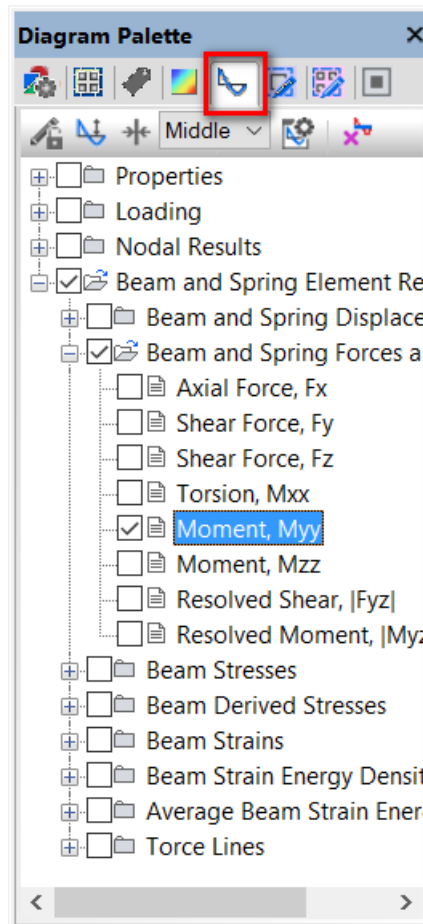 Diagram Palette
Middle
Properties
Loading
Nodal Results
Beam and Spring Element Re
Beam and Spring Displace
Beam and Spring Forces a
Axial Force, Fx
Shear Force, Fy
Shear Force, Fz
Torsion, Mxx
Moment, Myy
Moment, Mzz
Resolved Shear, |Fyz|
Resolved Moment, |Myz
Beam Stresses
Beam Derived Stresses
Beam Strains
Beam Strain Energy Densit
Average Beam Strain Ener
Torce Lines